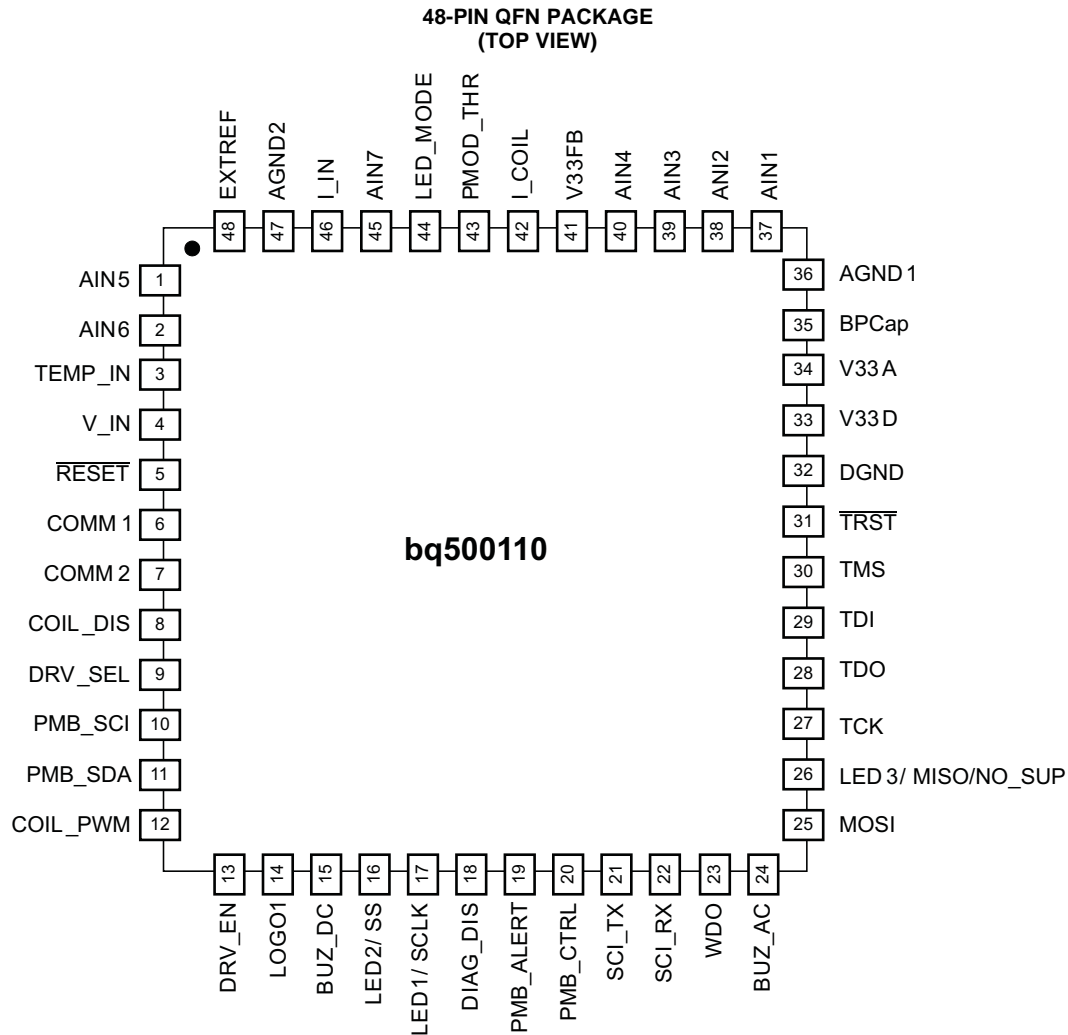 48-PIN QFN PACKAGE
(TOP VIEW)
EXTREF
AGND2
I_IN
AIN7
LED_MODE
PMOD_THR
I_COIL
V33FB
AIN4
AIN3
ANI2
AIN1
48
47
46
45
44
43
42
41
40
39
38
37
AIN5 1
AIN6 2
TEMP_IN 3
V_IN 4
RESET 5
COMM 1 6
COMM 2 7
COIL_DIS 8
DRV_SEL 9
PMB_SCI 10
PMB_SDA 11
COIL_PWM 12
bq500110
36 AGND 1
35 BPCap
34 V33 A
33 V33 D
32 DGND
31 TRST
30 TMS
29 TDI
28 TDO
27 TCK
26 LED 3/ MISO/NO_SUP
25 MOSI
13
14
15
16
17
18
19
20
21
22
23
24
DRV_EN
LOGO1
BUZ_DC
LED2/ SS
LED1/ SCLK
DIAG_DIS
PMB_ALERT
PMB_CTRL
SCI_TX
SCI_RX
WDO
BUZ_AC